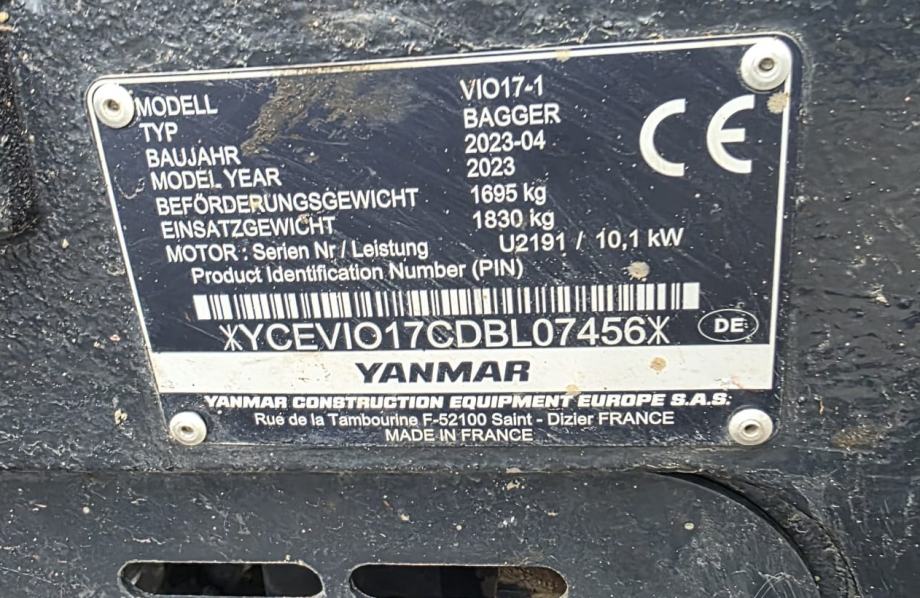 MODELL VIO17-1
TYP BAGGER
BAUJAHR 2023-04
MODEL YEAR 2023
BEFÖRDERUNGSGEWICHT 1695 kg
EINSATZGEWICHT 1830 kg
MOTOR : Serien Nr / Leistung U2191 / 10,1 kW
Product Identification Number (PIN)
*YCEVIO17CDBL07456*
DE
CE
YANMAR
YANMAR CONSTRUCTION EQUIPMENT EUROPE S.A.S.
Rue de la Tambourine F-52100 Saint - Dizier FRANCE
MADE IN FRANCE